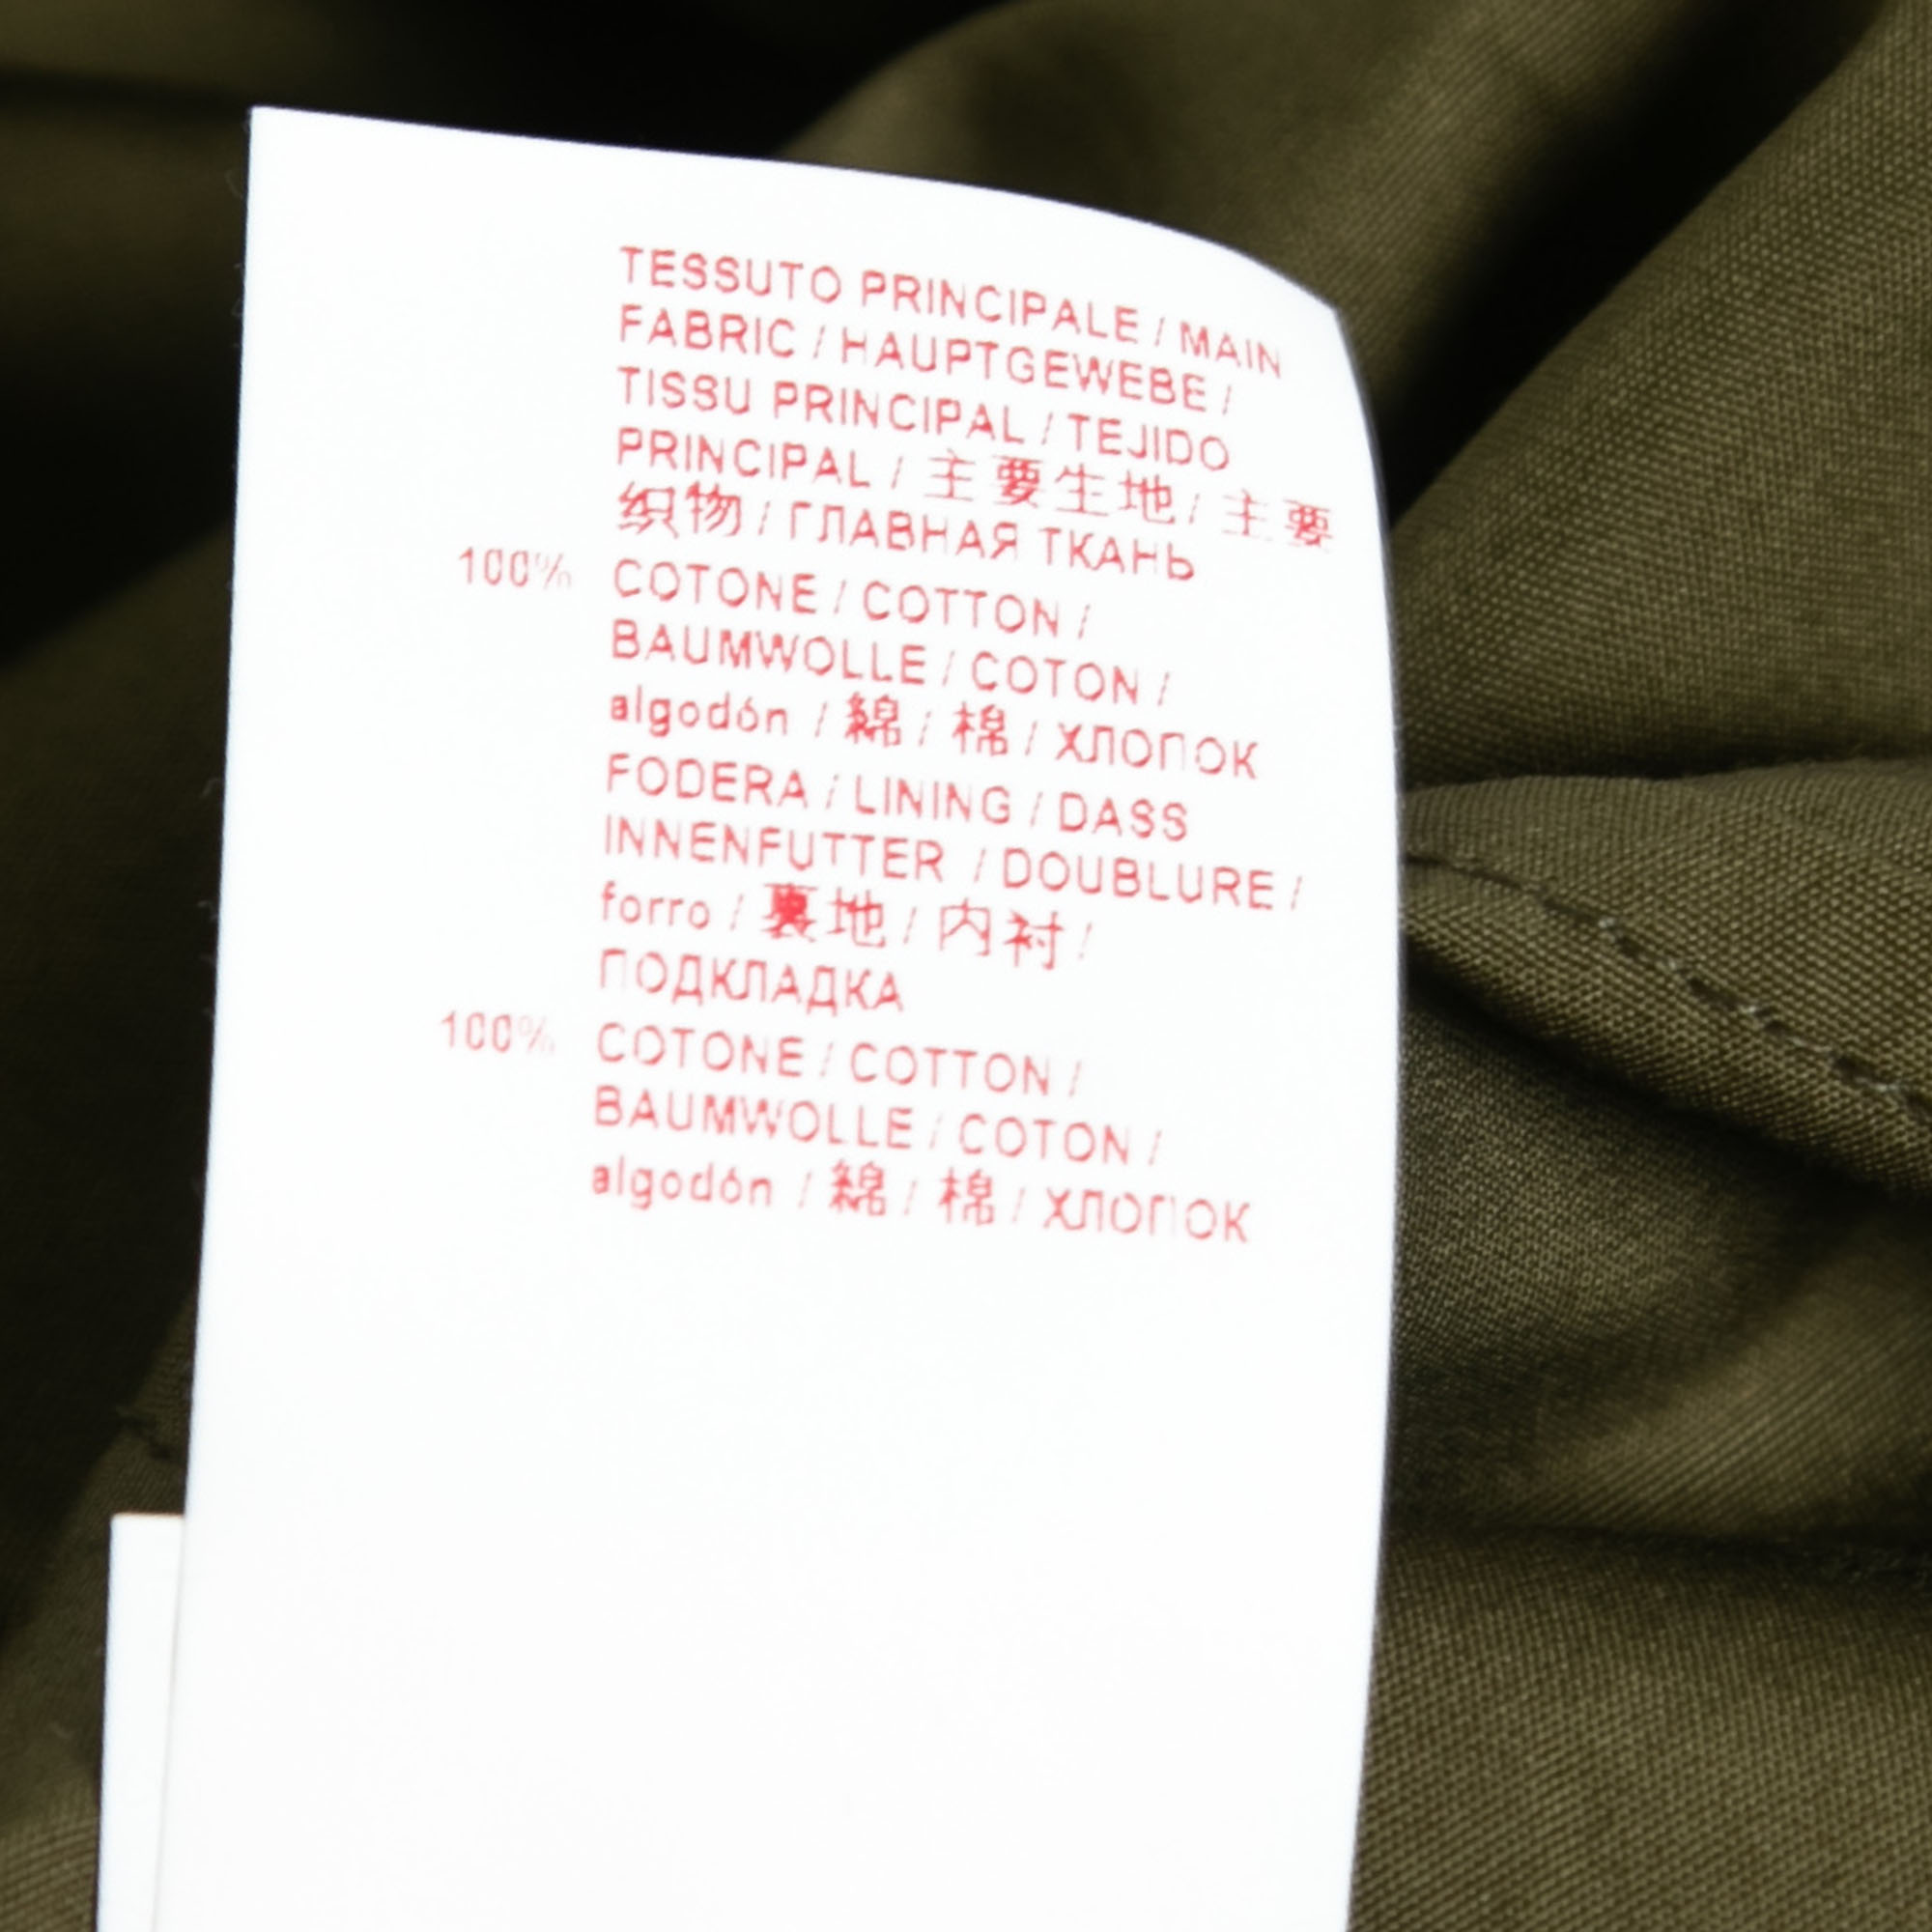 TESSUTO PRINCIPALE / MAIN
FABRIC / HAUPTGEWEBE /
TISSU PRINCIPAL / TEJIDO
PRINCIPAL / 主要生地 / 主要
织物 / ГЛАВНАЯ ТКАНЬ
100% COTONE / COTTON /
BAUMWOLLE / COTON /
algodón / 綿 / 棉 / ХЛОПОК
FODERA / LINING / DASS
INNENFUTTER / DOUBLURE /
forro / 裏地 / 内衬 /
ПОДКЛАДКА
100% COTONE / COTTON /
BAUMWOLLE / COTON /
algodón / 綿 / 棉 / ХЛОПОК